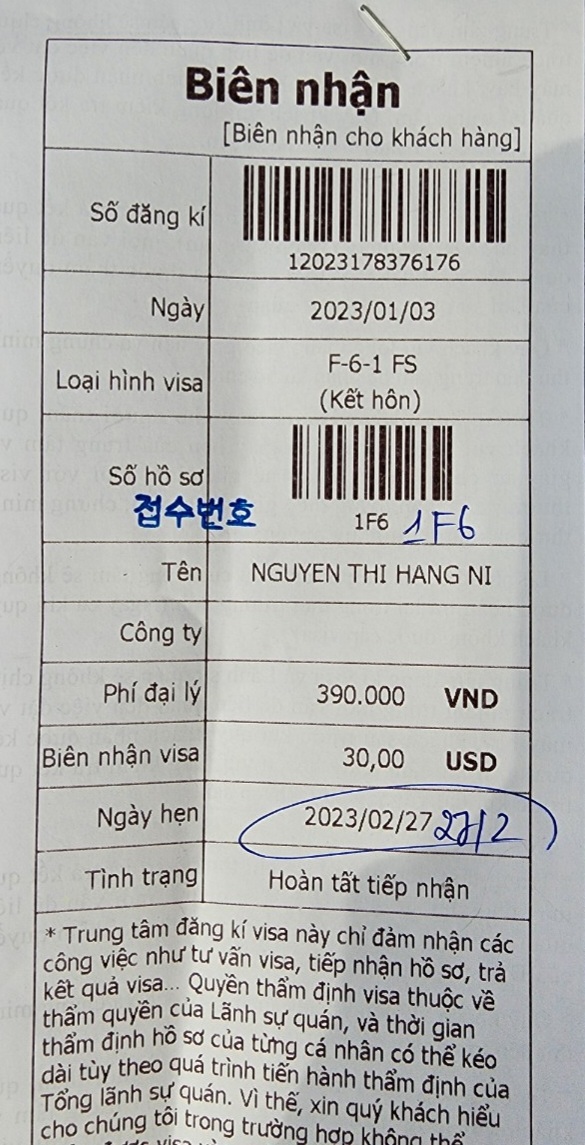 Biên nhận
[Biên nhận cho khách hàng]
Số đăng kí
12023178376176
Ngày 2023/01/03
Loại hình visa F-6-1 FS
(Kết hôn)
Số hồ sơ
접수번호 1F6 1F6
Tên NGUYEN THI HANG NI
Công ty
Phí đại lý 390.000 VND
Biên nhận visa 30,00 USD
Ngày hẹn 2023/02/27 27/2
Tình trạng Hoàn tất tiếp nhận
* Trung tâm đăng kí visa này chỉ đảm nhận các
công việc như tư vấn visa, tiếp nhận hồ sơ, trả
kết quả visa... Quyền thẩm định visa thuộc về
thẩm quyền của Lãnh sự quán, và thời gian
thẩm định hồ sơ của từng cá nhân có thể kéo
dài tùy theo quá trình tiến hành thẩm định của
Tổng lãnh sự quán. Vì thế, xin quý khách hiểu
cho chúng tôi trong trường hợp không thể